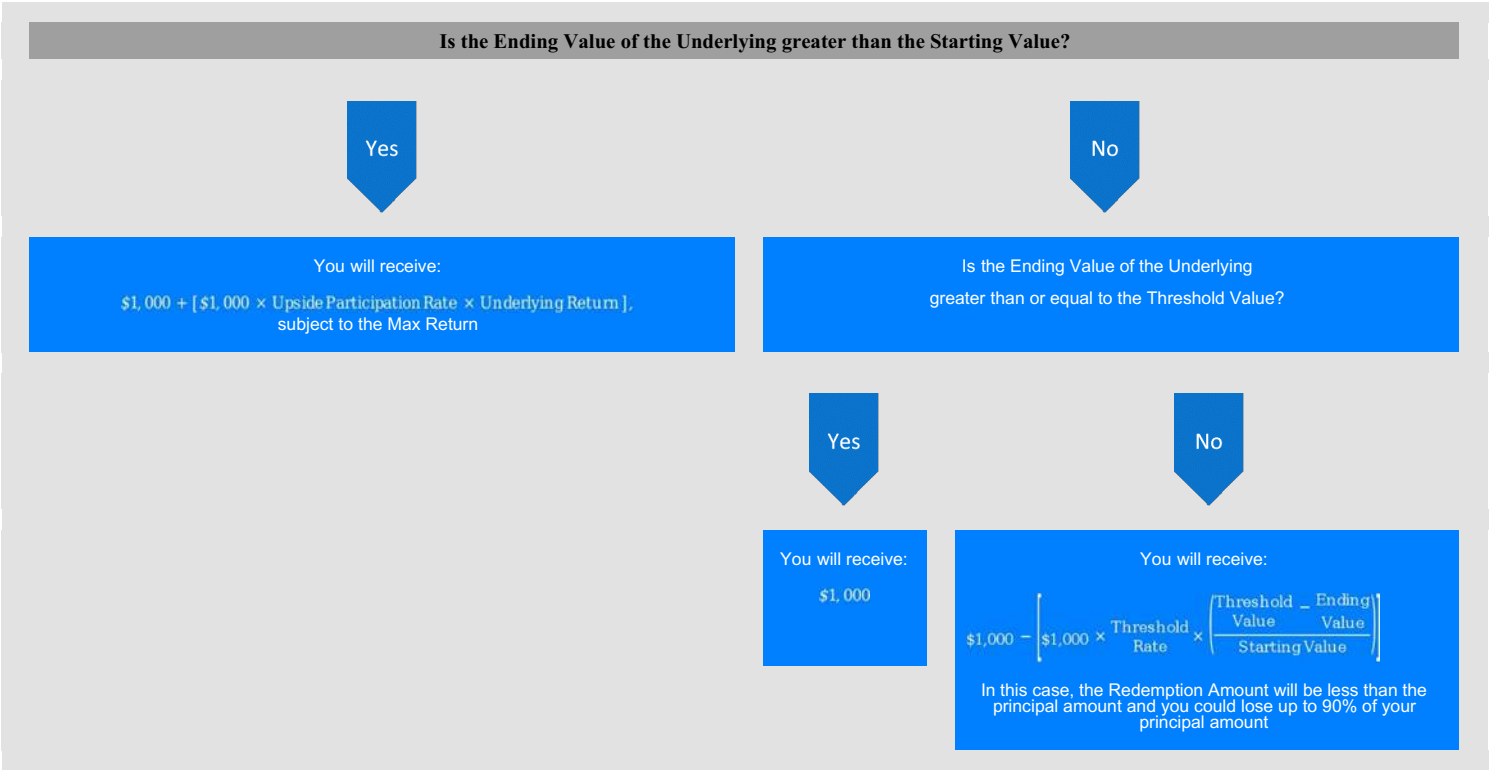 Is the Ending Value of the Underlying greater than the Starting Value?
Yes
No
You will receive:
$1,000 + [$1,000 × Upside Participation Rate × Underlying Return],
subject to the Max Return
Is the Ending Value of the Underlying
greater than or equal to the Threshold Value?
Yes
No
You will receive:
$1,000
You will receive:
$1,000 − [$1,000 × Threshold Rate × (Threshold Value − Ending Value / Starting Value)]
In this case, the Redemption Amount will be less than the
principal amount and you could lose up to 90% of your
principal amount